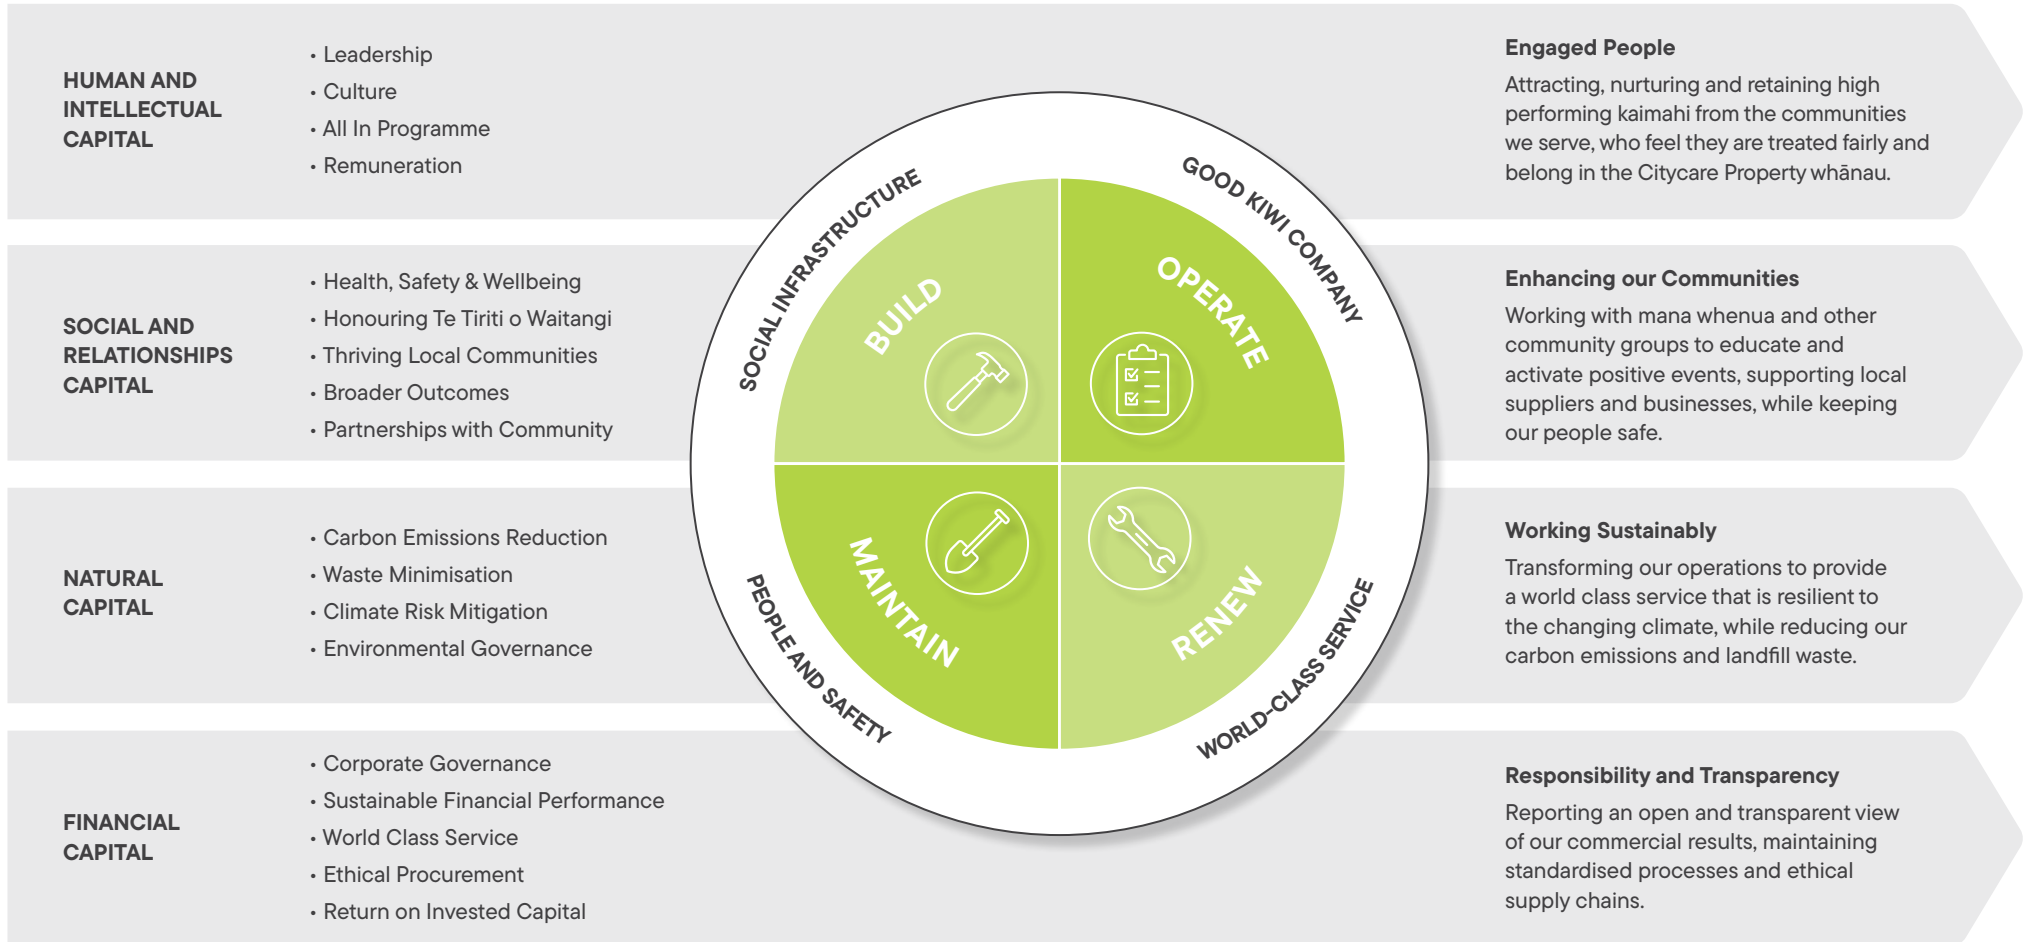 HUMAN AND
INTELLECTUAL
CAPITAL
• Leadership
• Culture
• All In Programme
• Remuneration
Engaged People
Attracting, nurturing and retaining high
performing kaimahi from the communities
we serve, who feel they are treated fairly and
belong in the Citycare Property whānau.
SOCIAL AND
RELATIONSHIPS
CAPITAL
• Health, Safety & Wellbeing
• Honouring Te Tiriti o Waitangi
• Thriving Local Communities
• Broader Outcomes
• Partnerships with Community
Enhancing our Communities
Working with mana whenua and other
community groups to educate and
activate positive events, supporting local
suppliers and businesses, while keeping
our people safe.
NATURAL
CAPITAL
• Carbon Emissions Reduction
• Waste Minimisation
• Climate Risk Mitigation
• Environmental Governance
Working Sustainably
Transforming our operations to provide
a world class service that is resilient to
the changing climate, while reducing our
carbon emissions and landfill waste.
FINANCIAL
CAPITAL
• Corporate Governance
• Sustainable Financial Performance
• World Class Service
• Ethical Procurement
• Return on Invested Capital
Responsibility and Transparency
Reporting an open and transparent view
of our commercial results, maintaining
standardised processes and ethical
supply chains.
SOCIAL INFRASTRUCTURE
GOOD KIWI COMPANY
BUILD
OPERATE
MAINTAIN
RENEW
PEOPLE AND SAFETY
WORLD-CLASS SERVICE